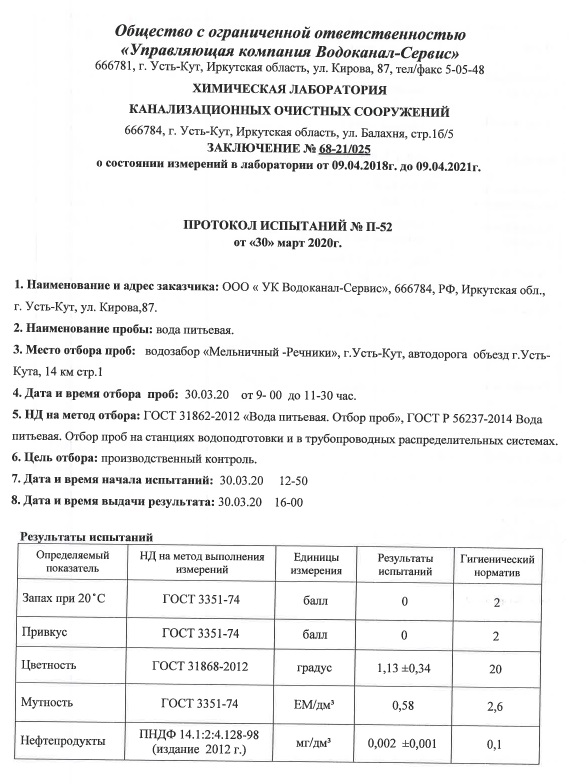 Общество с ограниченной ответственностью
«Управляющая компания Водоканал-Сервис»
666781, г. Усть-Кут, Иркутская область, ул. Кирова, 87, тел/факс 5-05-48
ХИМИЧЕСКАЯ ЛАБОРАТОРИЯ
КАНАЛИЗАЦИОННЫХ ОЧИСТНЫХ СООРУЖЕНИЙ
666784, г. Усть-Кут, Иркутская область, ул. Балахня, стр.1б/5
ЗАКЛЮЧЕНИЕ № 68-21/025
о состоянии измерений в лаборатории от 09.04.2018г. до 09.04.2021г.
ПРОТОКОЛ ИСПЫТАНИЙ № П-52
от «30» март 2020г.
1. Наименование и адрес заказчика: ООО « УК Водоканал-Сервис», 666784, РФ, Иркутская обл.,
г. Усть-Кут, ул. Кирова,87.
2. Наименование пробы: вода питьевая.
3. Место отбора проб: водозабор «Мельничный -Речники», г.Усть-Кут, автодорога объезд г.Усть-
Кута, 14 км стр.1
4. Дата и время отбора проб: 30.03.20 от 9- 00 до 11-30 час.
5. НД на метод отбора: ГОСТ 31862-2012 «Вода питьевая. Отбор проб», ГОСТ Р 56237-2014 Вода
питьевая. Отбор проб на станциях водоподготовки и в трубопроводных распределительных системах.
6. Цель отбора: производственный контроль.
7. Дата и время начала испытаний: 30.03.20 12-50
8. Дата и время выдачи результата: 30.03.20 16-00
Результаты испытаний
Определяемый показатель НД на метод выполнения измерений Единицы измерения Результаты испытаний Гигиенический норматив
Запах при 20˚С ГОСТ 3351-74 балл 0 2
Привкус ГОСТ 3351-74 балл 0 2
Цветность ГОСТ 31868-2012 градус 1,13 ±0,34 20
Мутность ГОСТ 3351-74 ЕМ/дм³ 0,58 2,6
Нефтепродукты ПНДФ 14.1:2:4.128-98 (издание 2012 г.) мг/дм³ 0,002 ±0,001 0,1